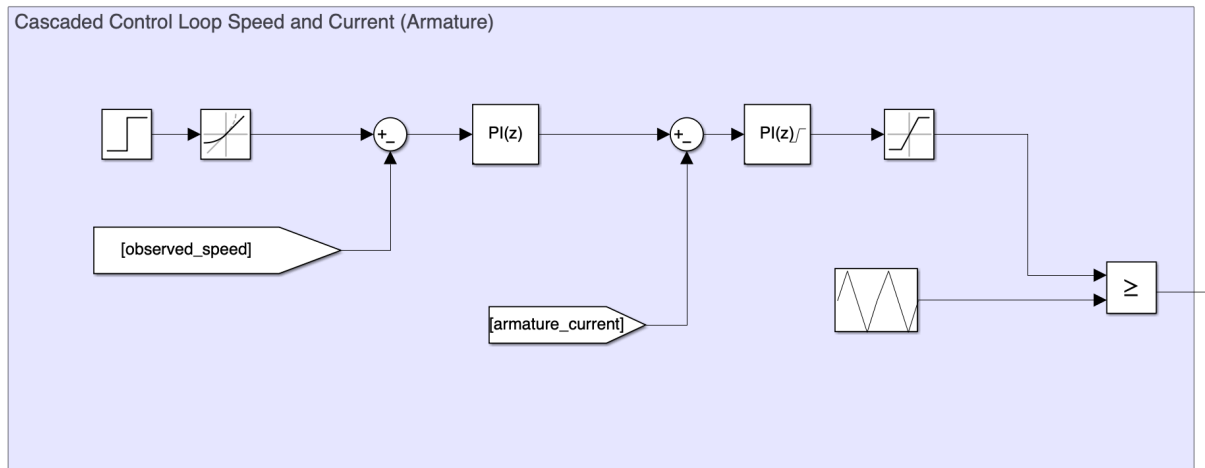 Cascaded Control Loop Speed and Current (Armature)
+
-
PI(z)
+
-
PI(z)
[observed_speed]
[armature_current]
≥